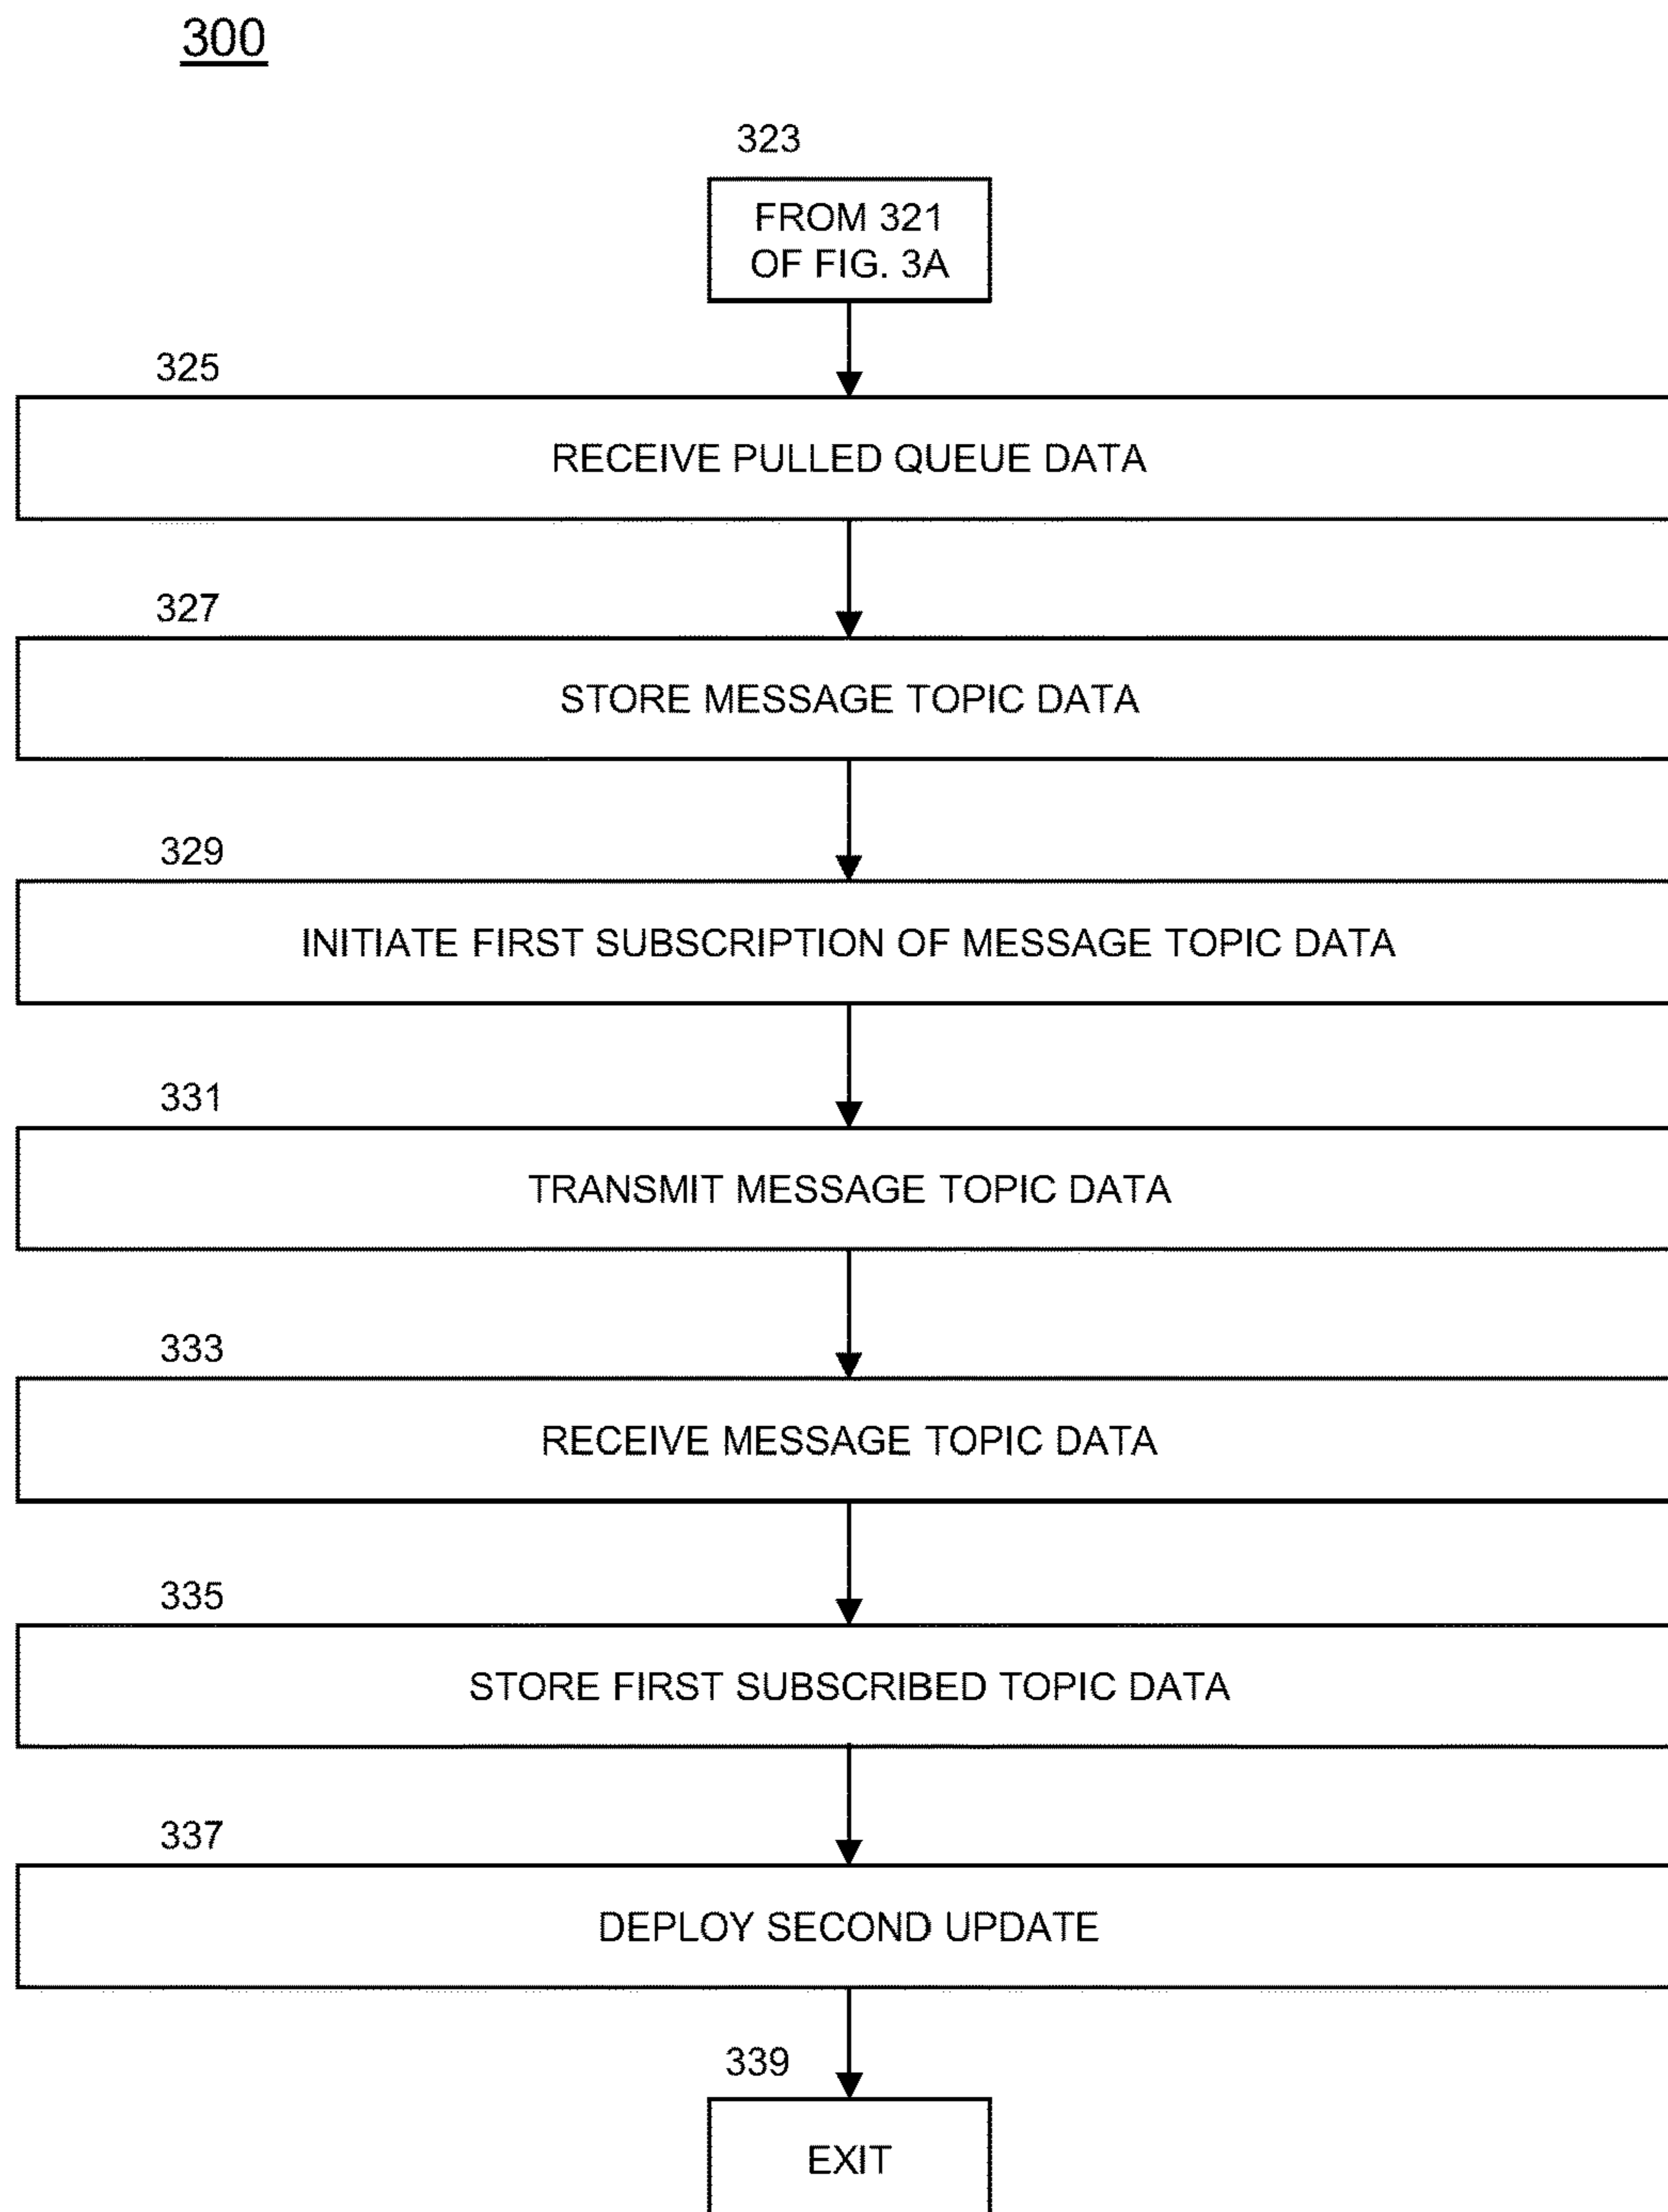 300
323
FROM 321
OF FIG. 3A
325
RECEIVE PULLED QUEUE DATA
327
STORE MESSAGE TOPIC DATA
329
INITIATE FIRST SUBSCRIPTION OF MESSAGE TOPIC DATA
331
TRANSMIT MESSAGE TOPIC DATA
333
RECEIVE MESSAGE TOPIC DATA
335
STORE FIRST SUBSCRIBED TOPIC DATA
337
DEPLOY SECOND UPDATE
339
EXIT